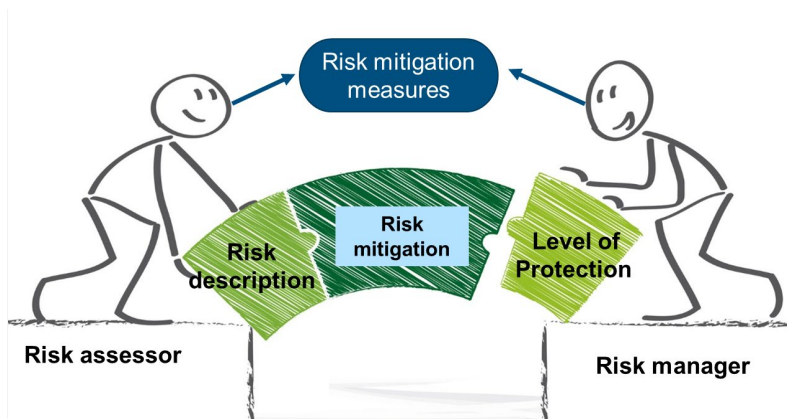 Risk mitigation
measures
Risk
description
Risk
mitigation
Level of
Protection
Risk assessor
Risk manager